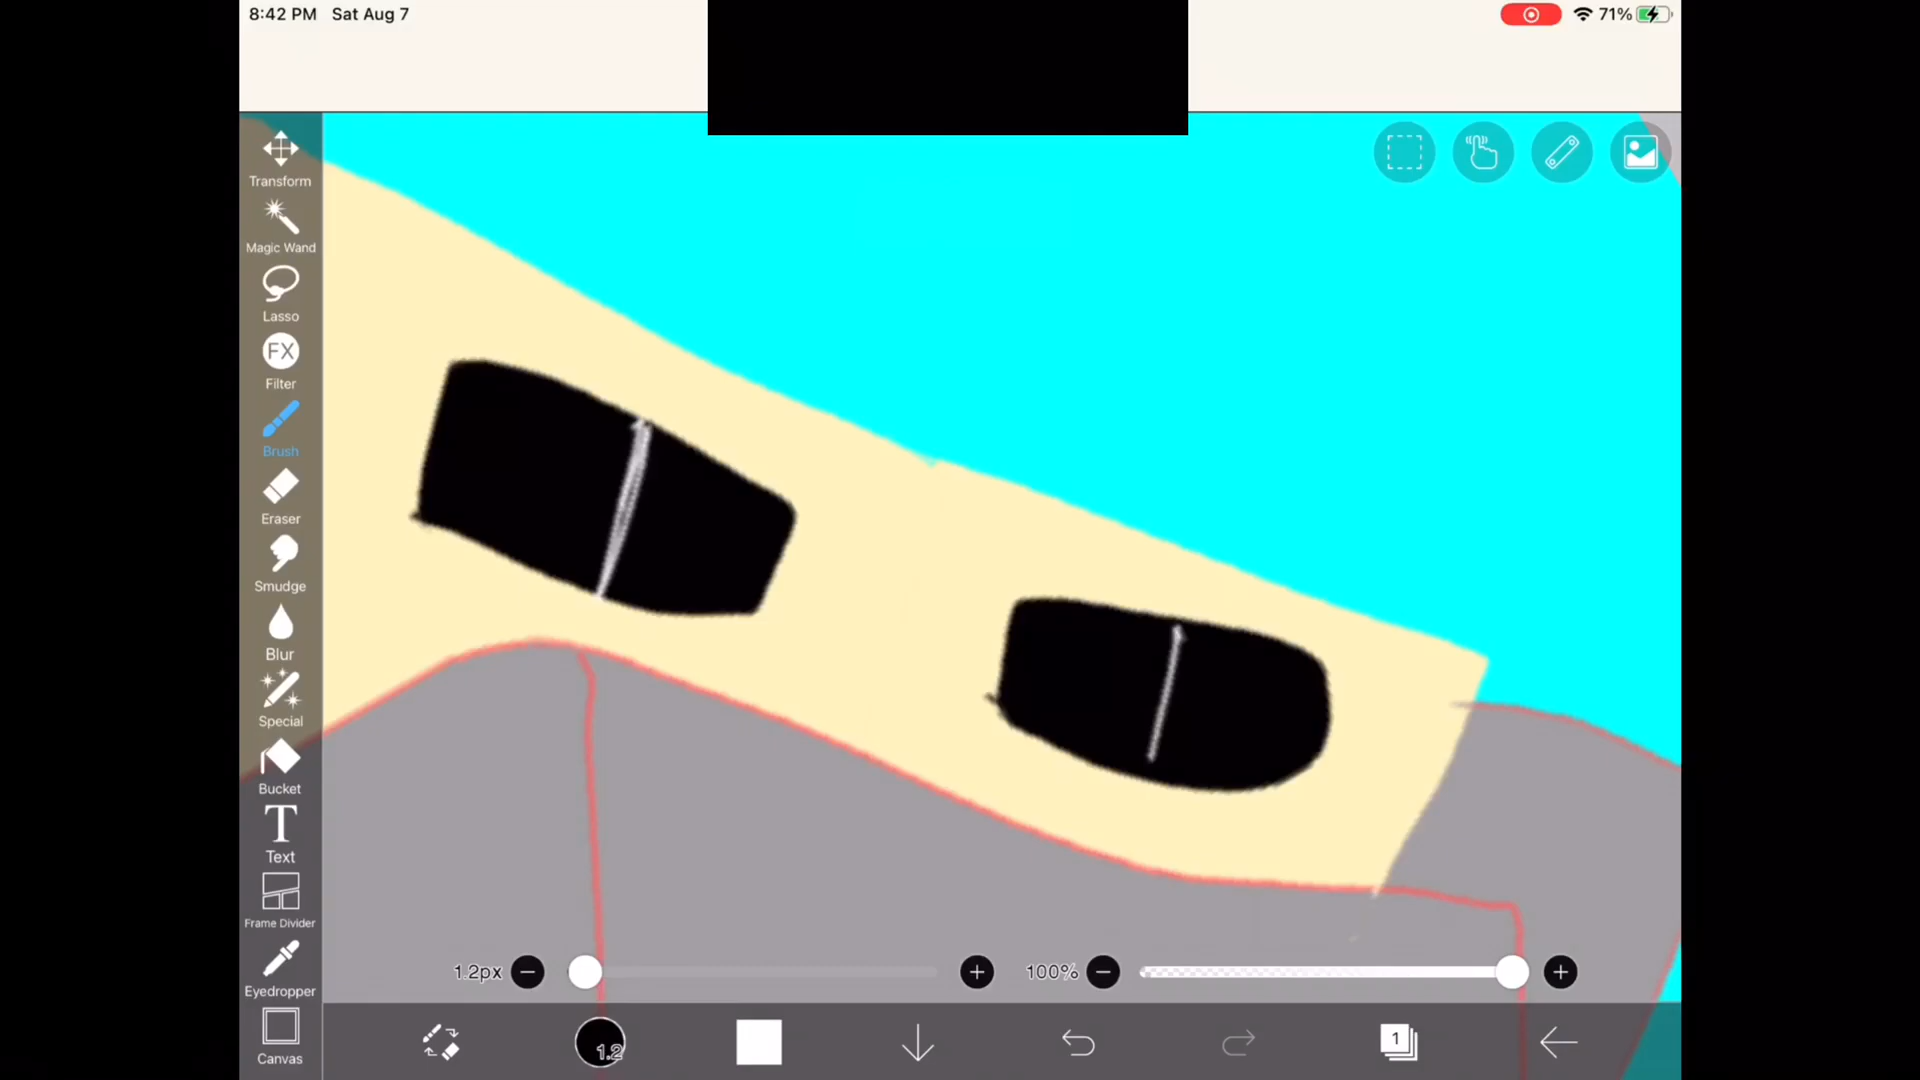 8:42 PM Sat Aug 7
71%
Transform
Magic Wand
Lasso
FX
Filter
Brush
Eraser
Smudge
Blur
Special
Bucket
T
Text
Frame Divider
Eyedropper
Canvas
1.2px
100%
1.2
1